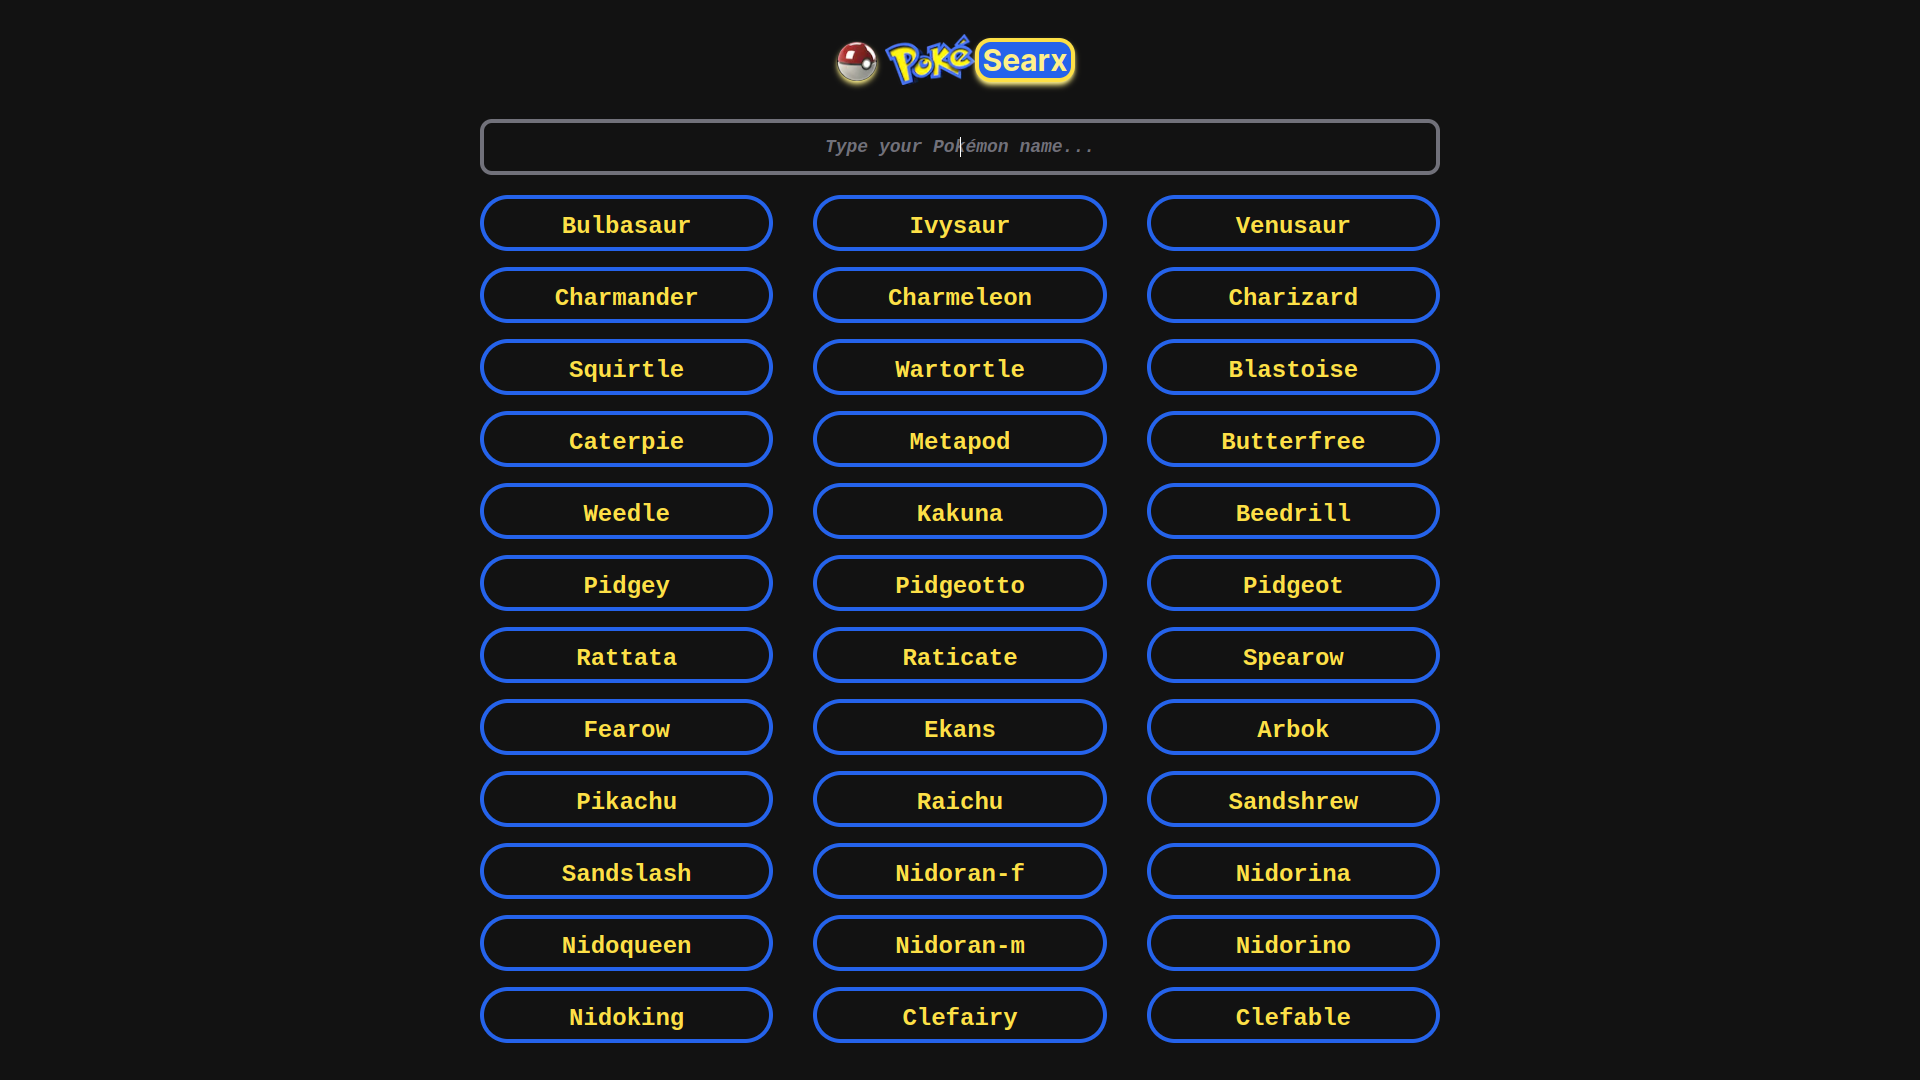 Poké Searx
Type your Pokémon name...
Bulbasaur Ivysaur Venusaur
Charmander Charmeleon Charizard
Squirtle Wartortle Blastoise
Caterpie Metapod Butterfree
Weedle Kakuna Beedrill
Pidgey Pidgeotto Pidgeot
Rattata Raticate Spearow
Fearow Ekans Arbok
Pikachu Raichu Sandshrew
Sandslash Nidoran-f Nidorina
Nidoqueen Nidoran-m Nidorino
Nidoking Clefairy Clefable